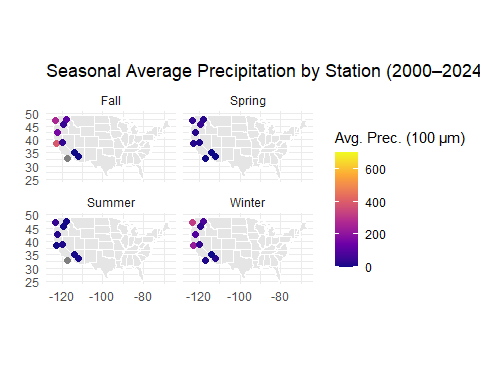 Seasonal Average Precipitation by Station (2000–2024
Fall
Spring
50
45
40
35
30
25
Summer
Winter
50
45
40
35
30
25
-120 -100 -80 -120 -100 -80
Avg. Prec. (100 µm)
600
400
200
0